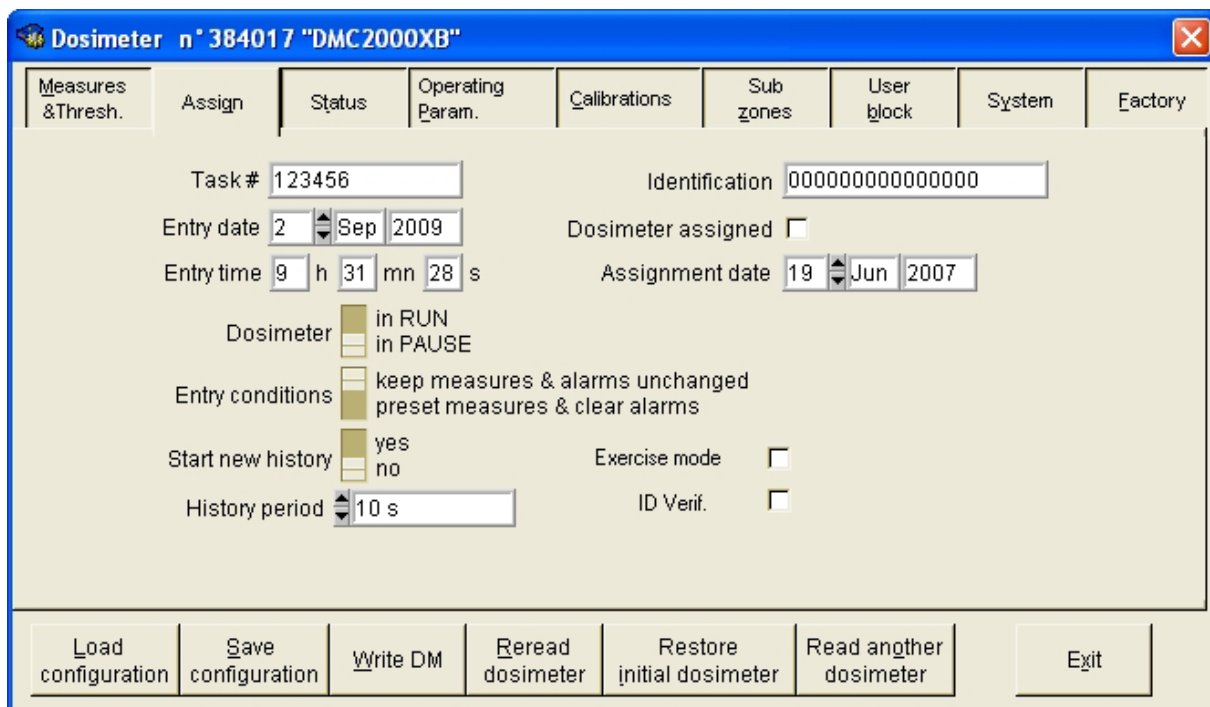 Dosimeter n°384017 "DMC2000XB"
Measures &Thresh.
Assign
Status
Operating Param.
Calibrations
Sub zones
User block
System
Factory
Task # 123456
Identification 000000000000000
Entry date 2 Sep 2009
Dosimeter assigned
Entry time 9 h 31 mn 28 s
Assignment date 19 Jun 2007
Dosimeter
in RUN
in PAUSE
Entry conditions
keep measures & alarms unchanged
preset measures & clear alarms
Start new history
yes
no
Exercise mode
History period 10 s
ID Verif.
Load configuration
Save configuration
Write DM
Reread dosimeter
Restore initial dosimeter
Read another dosimeter
Exit